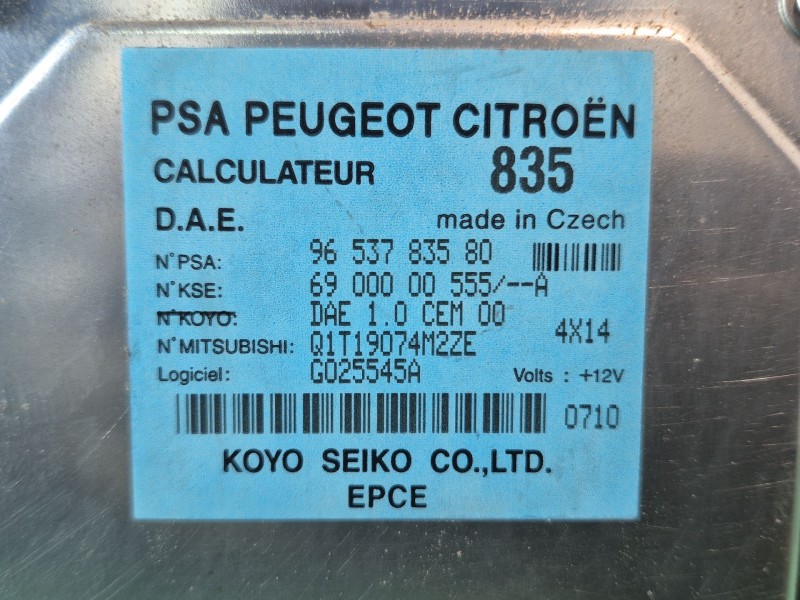 PSA PEUGEOT CITROËN
CALCULATEUR 835
D.A.E. made in Czech
N°PSA: 96 537 835 80
N°KSE: 69 000 00 555/--A
N°KOYO: DAE 1.0 CEM 00
N°MITSUBISHI: Q1T19074M2ZE 4X14
Logiciel: G025545A Volts : +12V
0710
KOYO SEIKO CO.,LTD.
EPCE